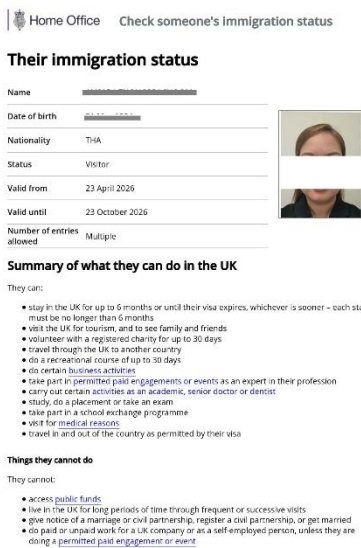 Home Office
Check someone's immigration status
Their immigration status
Name
Date of birth
Nationality THA
Status Visitor
Valid from 23 April 2026
Valid until 23 October 2026
Number of entries allowed Multiple
Summary of what they can do in the UK
They can:
stay in the UK for up to 6 months or until their visa expires, whichever is sooner – each sta
must be no longer than 6 months
visit the UK for tourism, and to see family and friends
volunteer with a registered charity for up to 30 days
travel through the UK to another country
do a recreational course of up to 30 days
do certain business activities
take part in permitted paid engagements or events as an expert in their profession
carry out certain activities as an academic, senior doctor or dentist
study, do a placement or take an exam
take part in a school exchange programme
visit for medical reasons
travel in and out of the country as permitted by their visa
Things they cannot do
They cannot:
access public funds
live in the UK for long periods of time through frequent or successive visits
give notice of a marriage or civil partnership, register a civil partnership, or get married
do paid or unpaid work for a UK company or as a self-employed person, unless they are
doing a permitted paid engagement or event